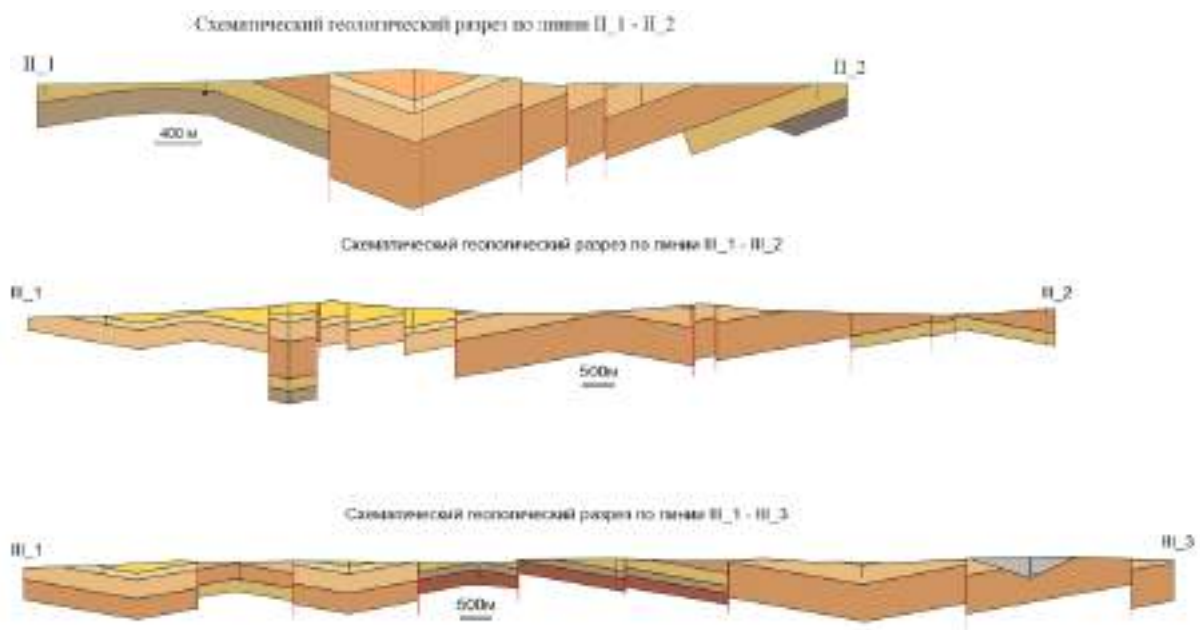 Схематический геологический разрез по линии II_1 - II_2
II_1
II_2
400 м
Схематический геологический разрез по линии III_1 - III_2
III_1
III_2
500м
Схематический геологический разрез по линии III_1 - III_3
III_1
III_3
500м